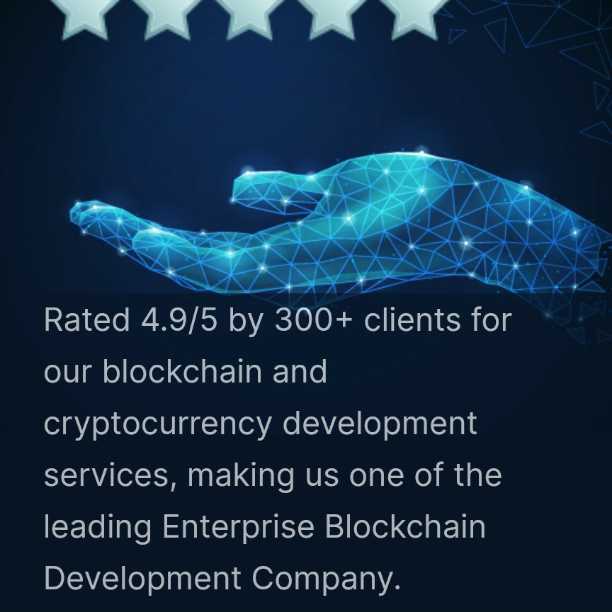 Rated 4.9/5 by 300+ clients for
our blockchain and
cryptocurrency development
services, making us one of the
leading Enterprise Blockchain
Development Company.